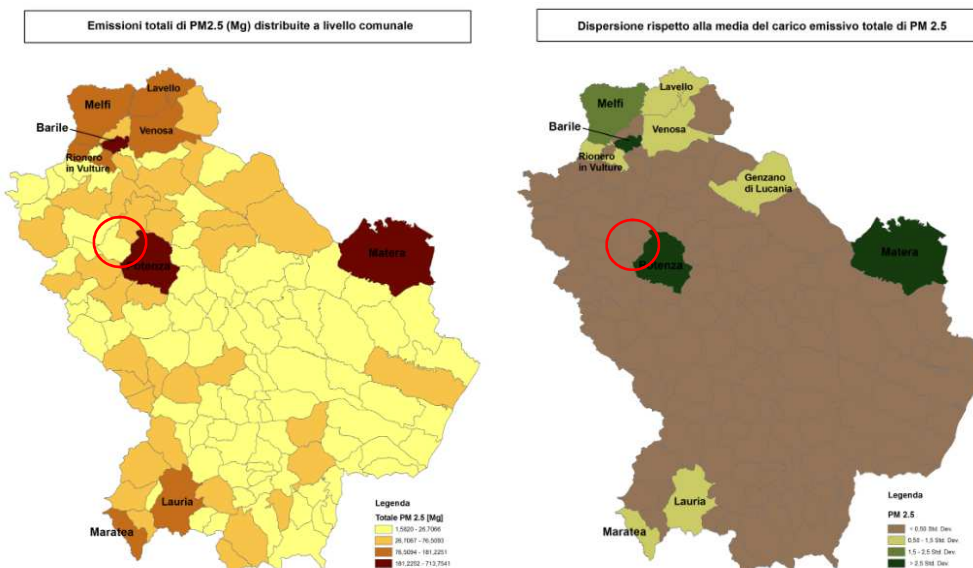 Emissioni totali di PM2.5 (Mg) distribuite a livello comunale
Lavello
Melfi
Barile
Venosa
Rionero
in Vulture
Potenza
Matera
Lauria
Maratea
Legenda
Totale PM 2.5 [Mg]
1,5820 - 26,7066
26,7067 - 76,5093
76,5094 - 181,2251
181,2252 - 713,7541
Dispersione rispetto alla media del carico emissivo totale di PM 2.5
Lavello
Melfi
Barile
Venosa
Rionero
in Vulture
Genzano
di Lucania
Potenza
Matera
Lauria
Maratea
Legenda
PM 2.5
< 0,50 Std. Dev.
0,50 - 1,5 Std. Dev.
1,5 - 2,5 Std. Dev.
> 2.5 Std. Dev.